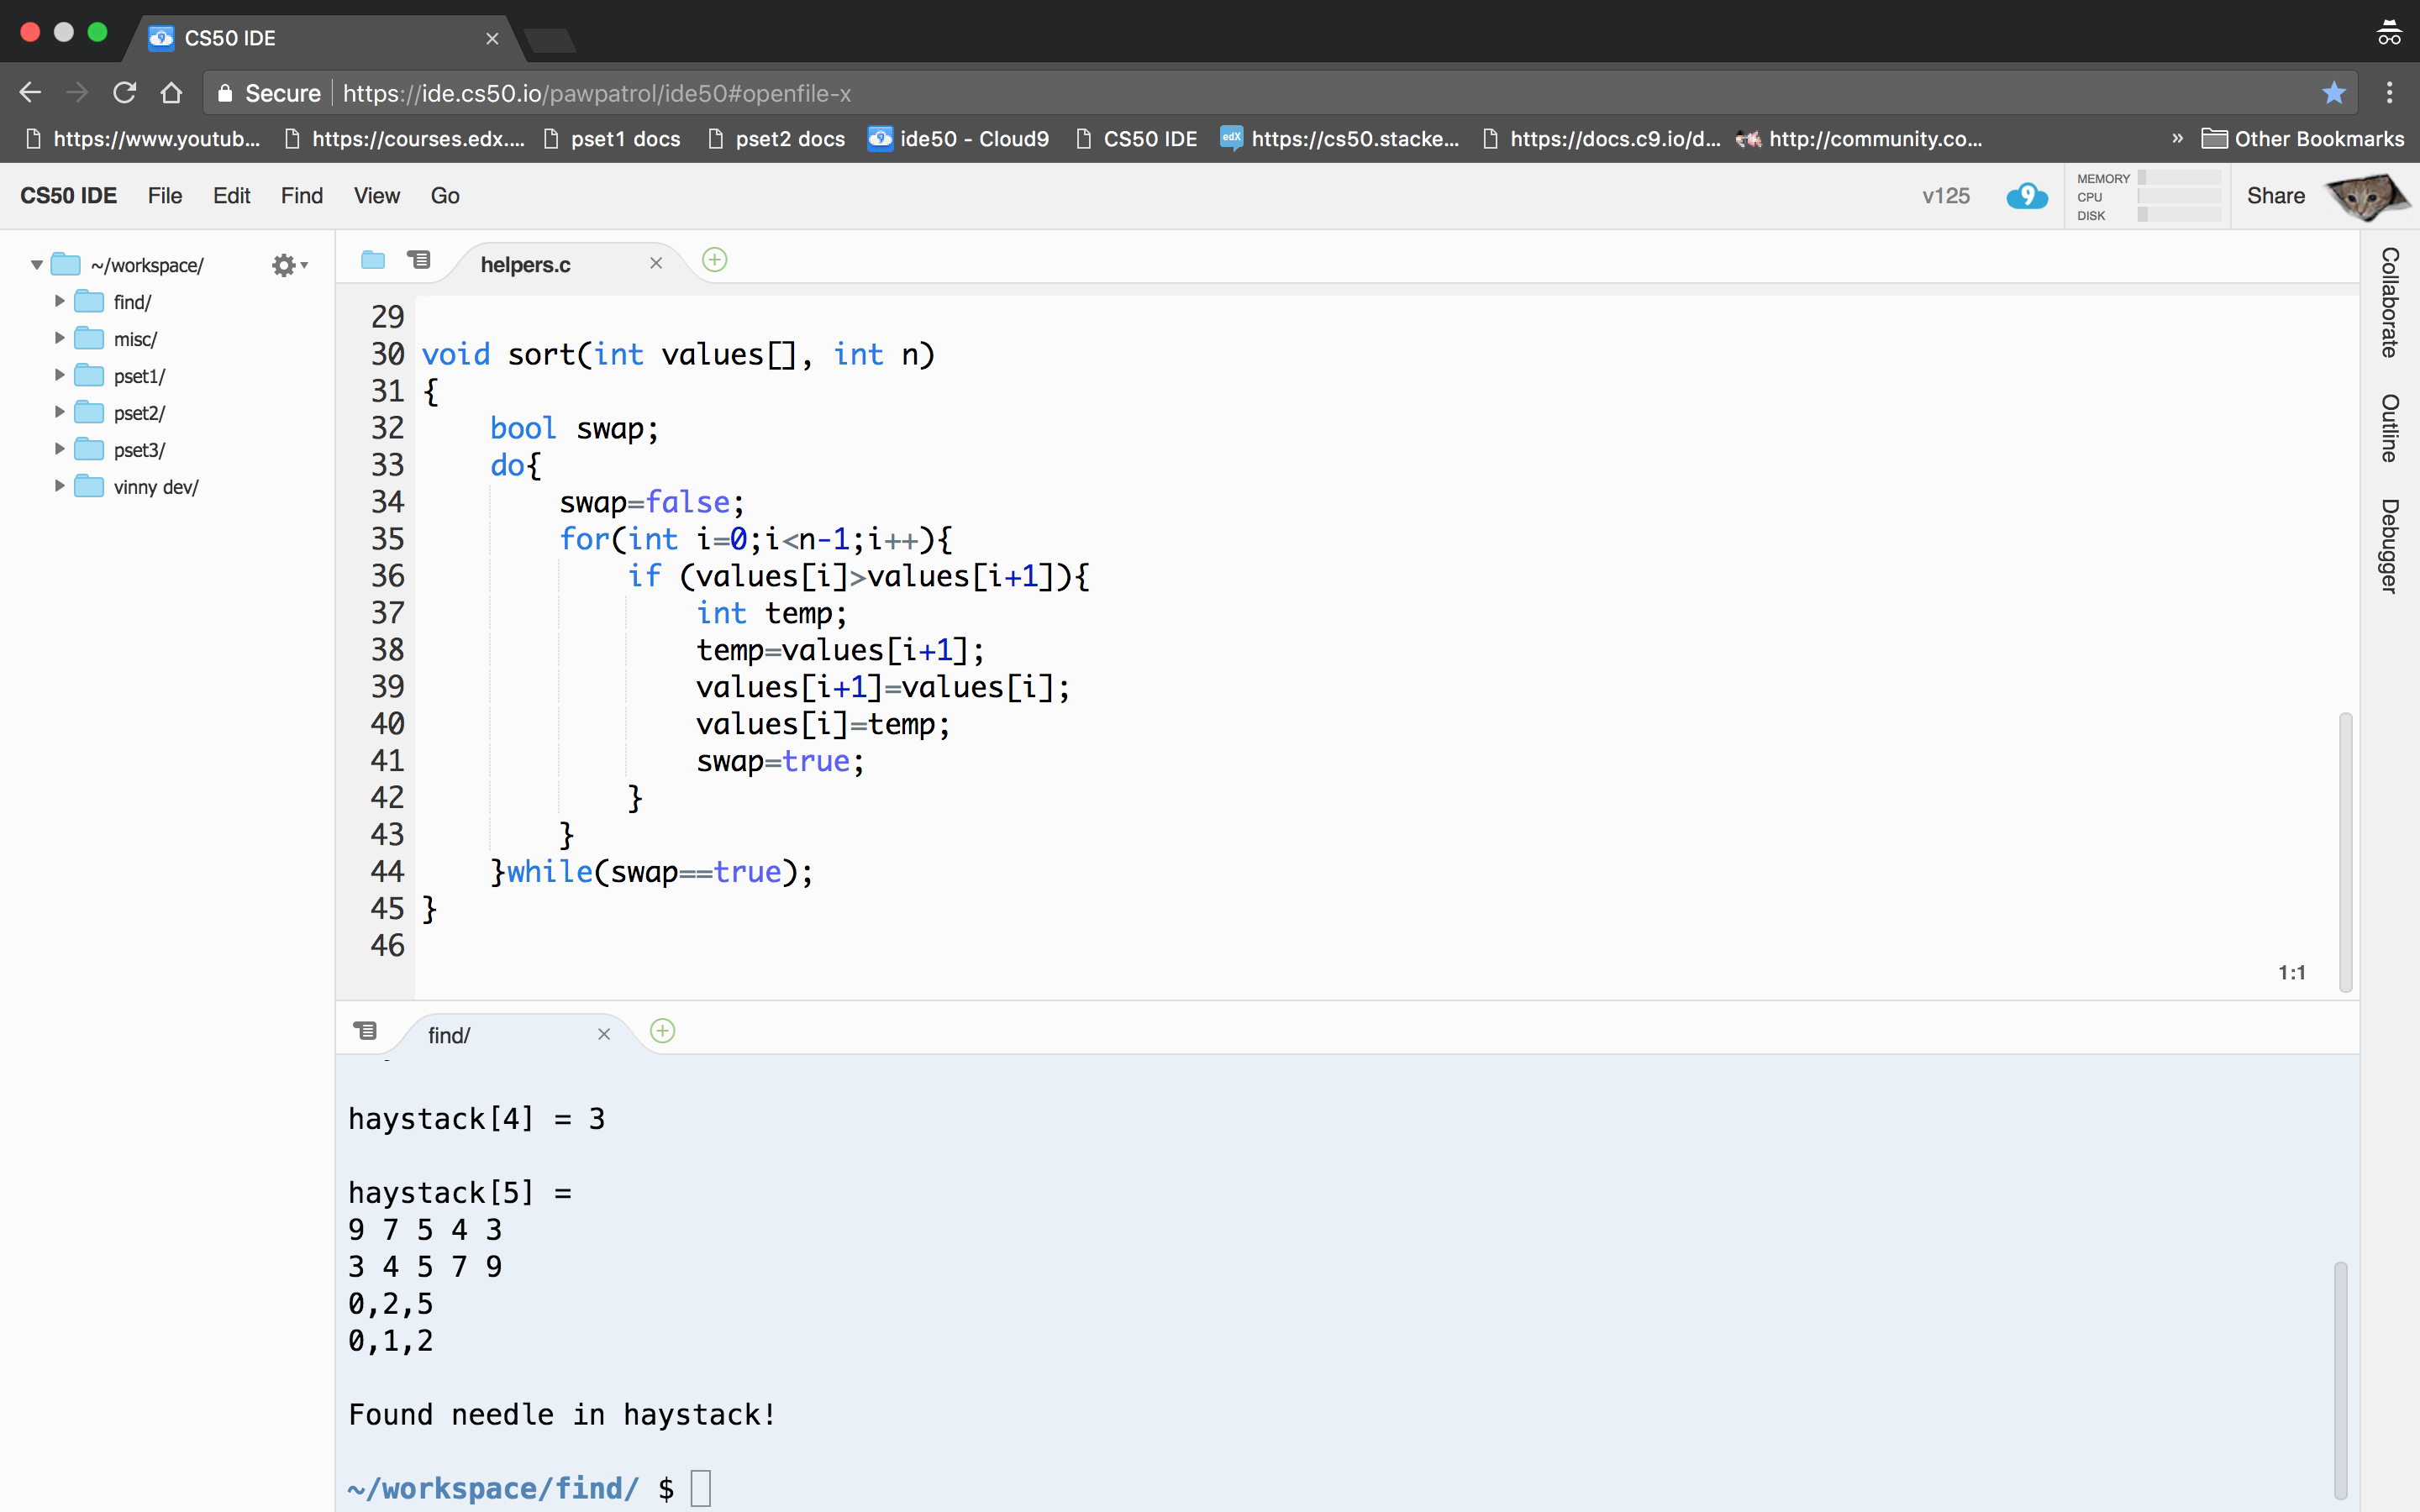 CS50 IDE
Secure https://ide.cs50.io/pawpatrol/ide50#openfile-x
https://www.youtub... https://courses.edx.... pset1 docs pset2 docs ide50 - Cloud9 CS50 IDE edX https://cs50.stacke... https://docs.c9.io/d... http://community.co... » Other Bookmarks
CS50 IDE File Edit Find View Go v125 9 MEMORY CPU DISK Share
~/workspace/
find/
misc/
pset1/
pset2/
pset3/
vinny dev/
helpers.c
29
30 void sort(int values[], int n)
31 {
32     bool swap;
33     do{
34         swap=false;
35         for(int i=0;i<n-1;i++){
36             if (values[i]>values[i+1]){
37                 int temp;
38                 temp=values[i+1];
39                 values[i+1]=values[i];
40                 values[i]=temp;
41                 swap=true;
42             }
43         }
44     }while(swap==true);
45 }
46
1:1
Collaborate
Outline
Debugger
find/
haystack[4] = 3
haystack[5] =
9 7 5 4 3
3 4 5 7 9
0,2,5
0,1,2
Found needle in haystack!
~/workspace/find/ $